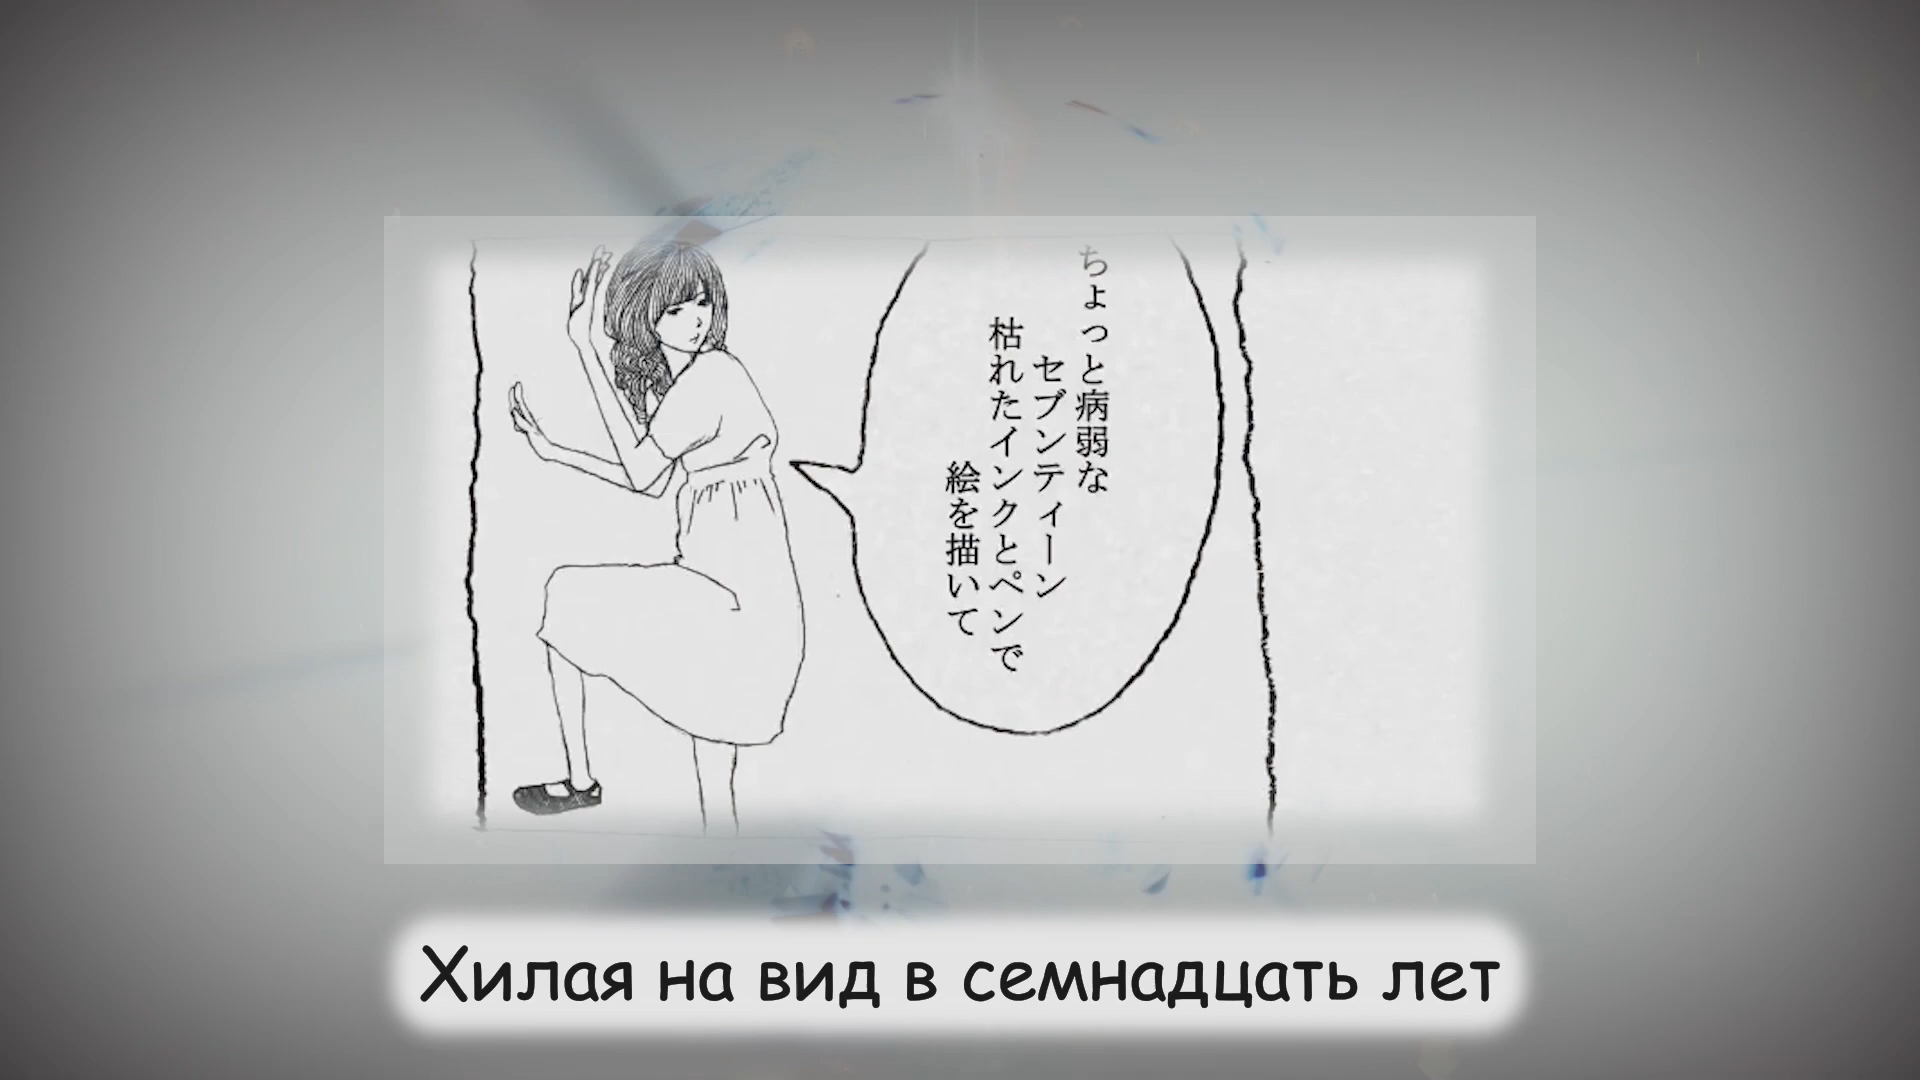 ちょっと病弱な
セブンティーン
枯れたインクとペンで
絵を描いて
Хилая на вид в семнадцать лет